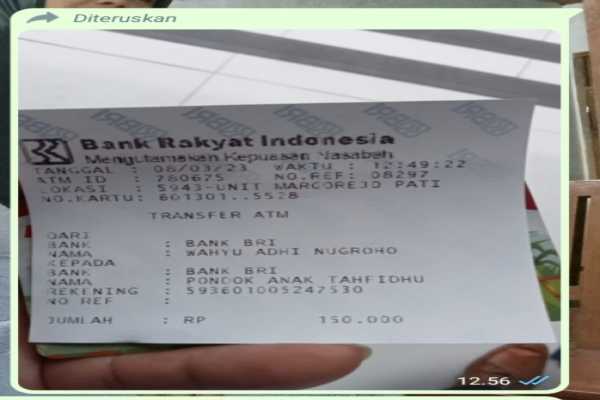 Diteruskan
Bank Rakyat Indonesia
Mengutamakan Kepuasan Nasabah
TANGGAL : 08/03/23 WAKTU : 12:49:22
ATM ID : 780675 NO.REF: 08297
LOKASI : 5943-UNIT MARGOREJO PATI
NO.KARTU: 601301..5528
TRANSFER ATM
DARI
BANK : BANK BRI
NAMA : WAHYU ADHI NUGROHO
KEPADA
BANK : BANK BRI
NAMA : PONDOK ANAK TAHFIDHU
REKENING : 593601005247530
NO REF :
JUMLAH : RP 150.000
12.56